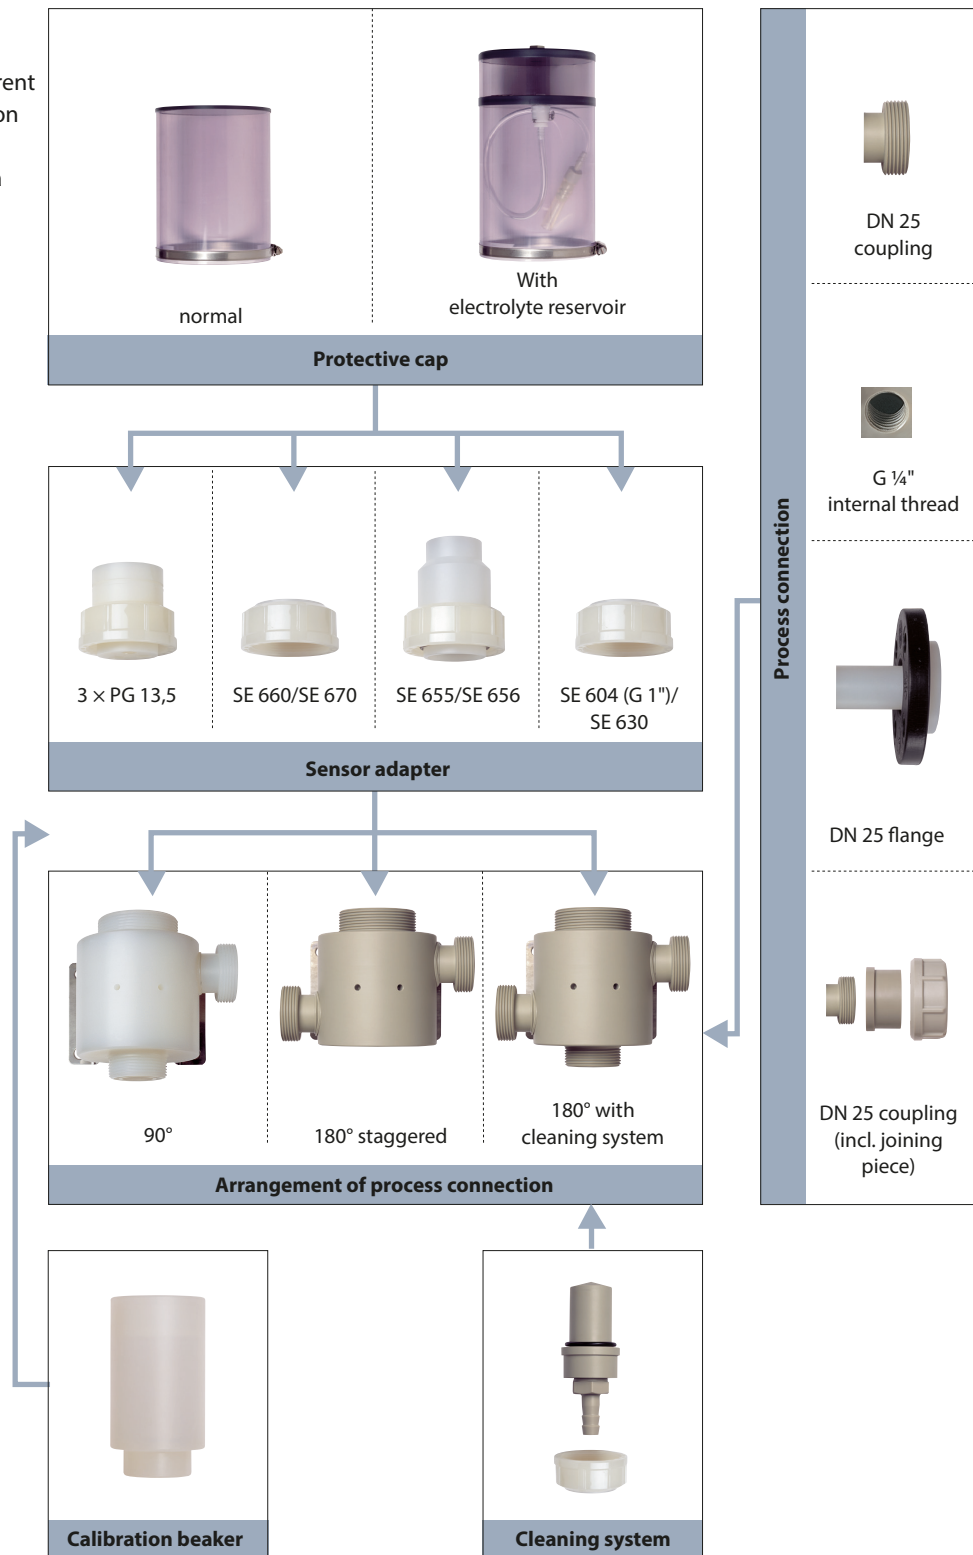 rent
on
normal
With
electrolyte reservoir
Protective cap
3 × PG 13,5
SE 660/SE 670
SE 655/SE 656
SE 604 (G 1")/
SE 630
Sensor adapter
90°
180° staggered
180° with
cleaning system
Arrangement of process connection
Calibration beaker
Cleaning system
Process connection
DN 25
coupling
G ¼"
internal thread
DN 25 flange
DN 25 coupling
(incl. joining
piece)